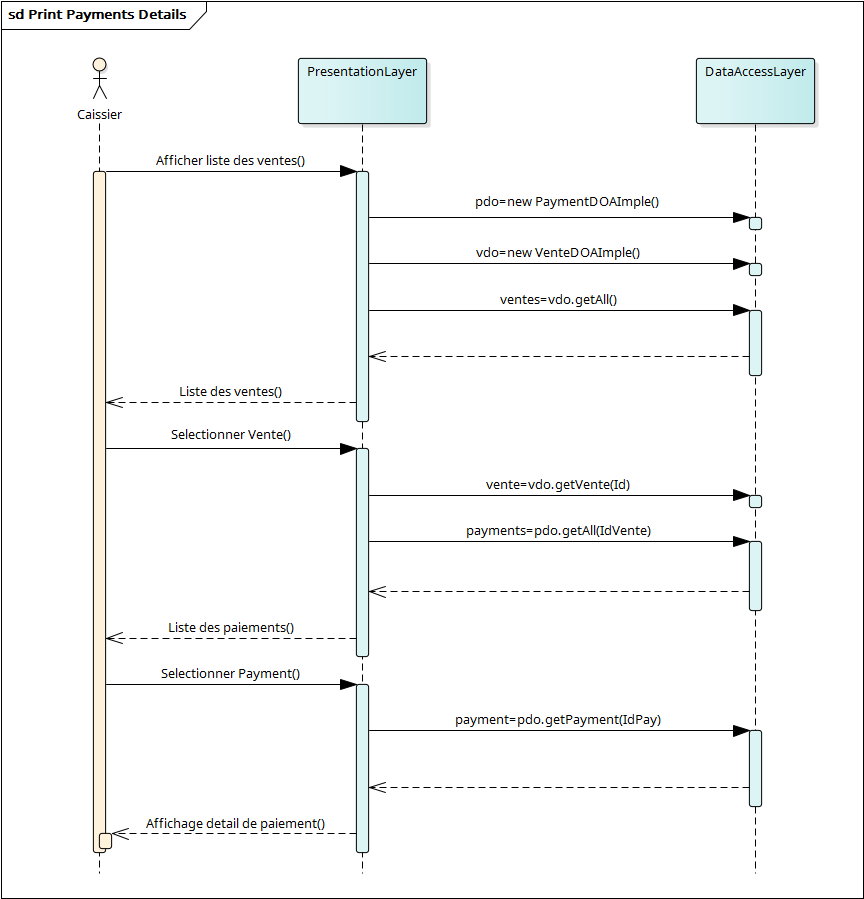 sd Print Payments Details
PresentationLayer
DataAccessLayer
Caissier
Afficher liste des ventes()
pdo=new PaymentDOAImple()
vdo=new VenteDOAImple()
ventes=vdo.getAll()
Liste des ventes()
Selectionner Vente()
vente=vdo.getVente(Id)
payments=pdo.getAll(IdVente)
Liste des paiements()
Selectionner Payment()
payment=pdo.getPayment(IdPay)
Affichage detail de paiement()